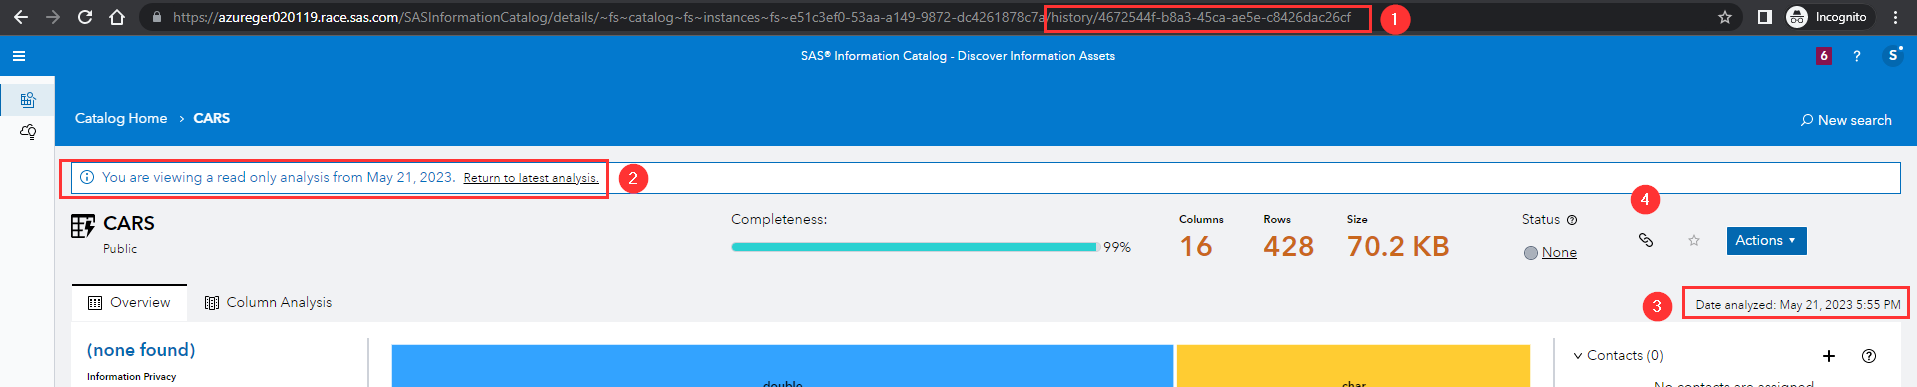 https://azureger020119.race.sas.com/SASInformationCatalog/details/~fs~catalog~fs~instances~fs~e51c3ef0-53aa-a149-9872-dc4261878c7a/history/4672544f-b8a3-45ca-ae5e-c8426dac26cf
1
Incognito
SAS® Information Catalog - Discover Information Assets
6
?
S
Catalog Home > CARS
New search
You are viewing a read only analysis from May 21, 2023. Return to latest analysis.
2
4
CARS
Public
Completeness:
99%
Columns
16
Rows
428
Size
70.2 KB
Status
None
Actions
Overview
Column Analysis
3
Date analyzed: May 21, 2023 5:55 PM
(none found)
Information Privacy
double
char
Contacts (0)
No contacts are assigned